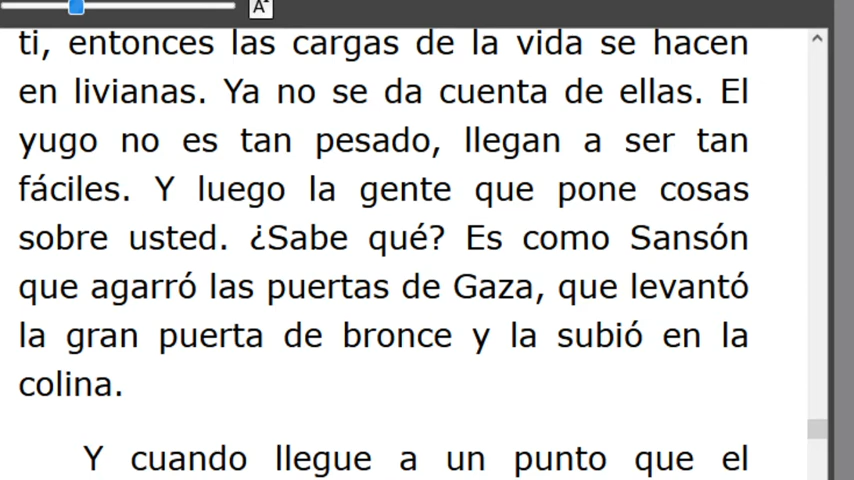 A
ti, entonces las cargas de la vida se hacen
en livianas. Ya no se da cuenta de ellas. El
yugo no es tan pesado, llegan a ser tan
fáciles. Y luego la gente que pone cosas
sobre usted. ¿Sabe qué? Es como Sansón
que agarró las puertas de Gaza, que levantó
la gran puerta de bronce y la subió en la
colina.
Y cuando llegue a un punto que el